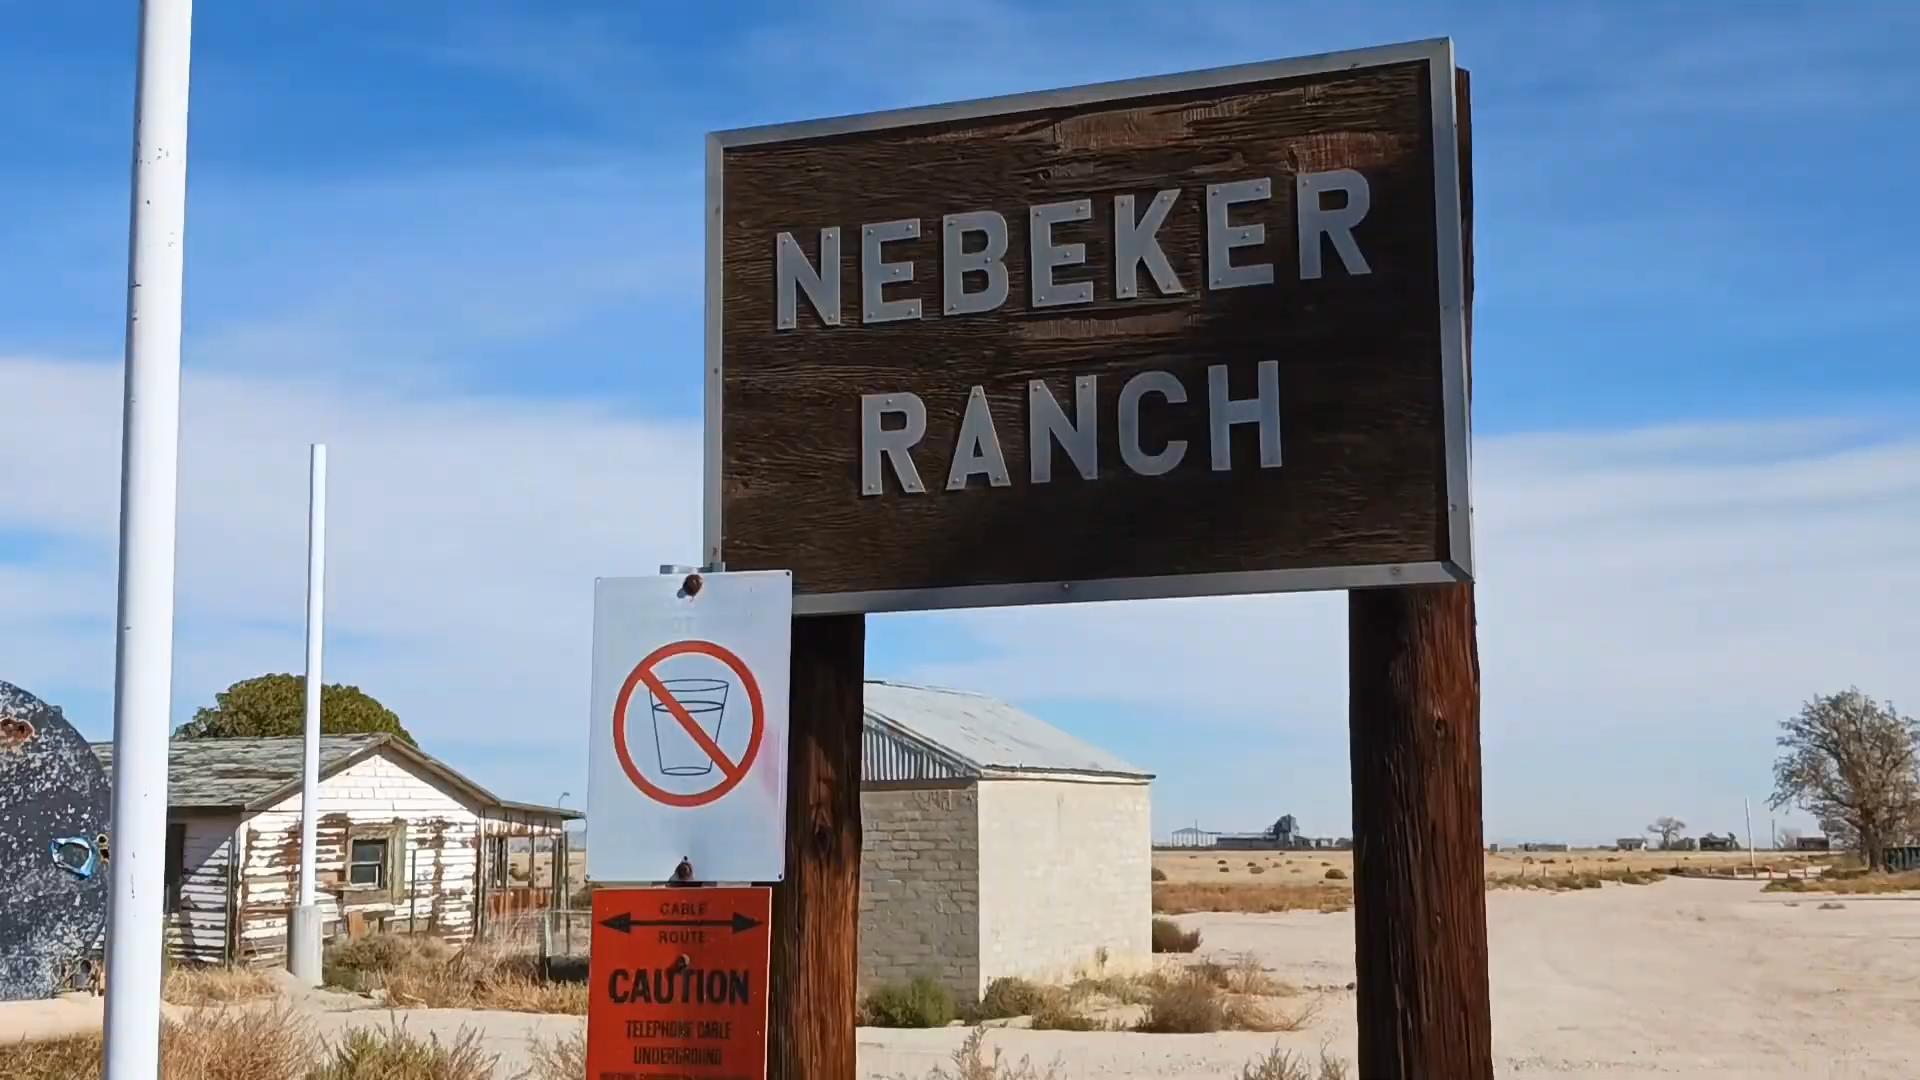 NEBEKER
RANCH
CABLE
ROUTE
CAUTION
TELEPHONE CABLE
UNDERGROUND